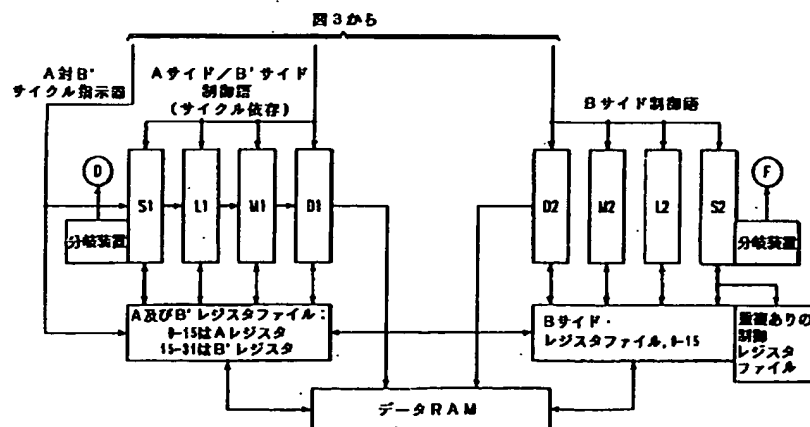 図3から
A対B'
サイクル指示器
Aサイド/B'サイド
制御語
(サイクル依存)
Bサイド制御語
D
S1
L1
M1
D1
D2
M2
L2
S2
F
分岐装置
分岐装置
A及びB'レジスタファイル:
0-15はAレジスタ
15-31はB'レジスタ
Bサイド・
レジスタファイル,0-15
重複ありの
制御
レジスタ
ファイル
データRAM